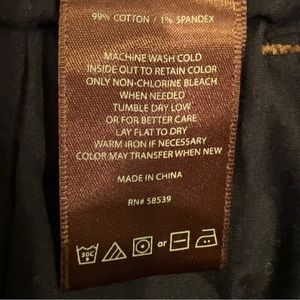 99% COTTON / 1% SPANDEX
MACHINE WASH COLD
INSIDE OUT TO RETAIN COLOR
ONLY NON-CHLORINE BLEACH
WHEN NEEDED
TUMBLE DRY LOW
OR FOR BETTER CARE
LAY FLAT TO DRY
WARM IRON IF NECESSARY
COLOR MAY TRANSFER WHEN NEW
MADE IN CHINA
RN# 58539
or